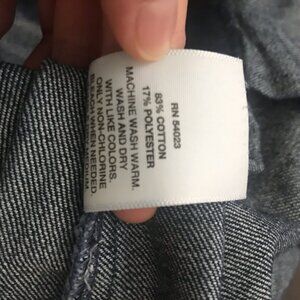 RN 54023
83% COTTON
17% POLYESTER
MACHINE WASH WARM.
WASH AND DRY
WITH LIKE COLORS.
ONLY NON-CHLORINE
BLEACH WHEN NEEDED.